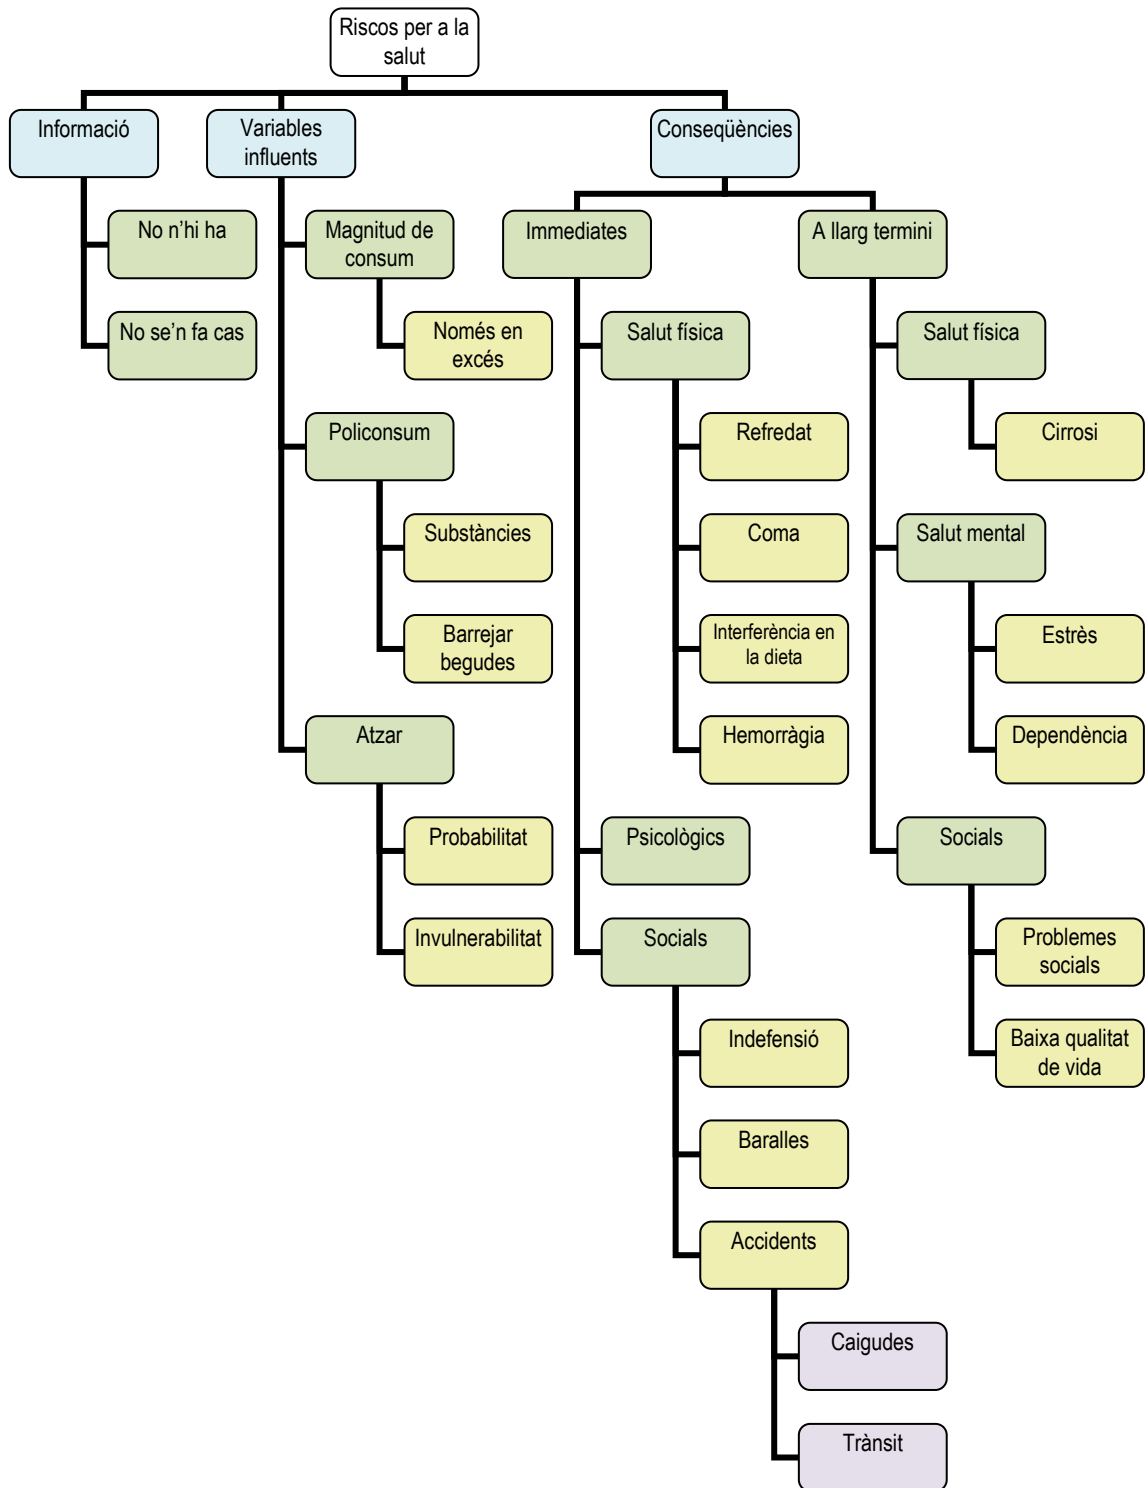 Riscos per a la
salut
Informació
Variables
influents
Conseqüències
No n’hi ha
Magnitud de
consum
Immediates
A llarg termini
No se’n fa cas
Només en
excés
Salut física
Salut física
Policonsum
Refredat
Cirrosi
Substàncies
Coma
Salut mental
Barrejar
begudes
Interferència en
la dieta
Estrès
Atzar
Hemorràgia
Dependència
Probabilitat
Psicològics
Socials
Invulnerabilitat
Socials
Problemes
socials
Indefensió
Baixa qualitat
de vida
Baralles
Accidents
Caigudes
Trànsit